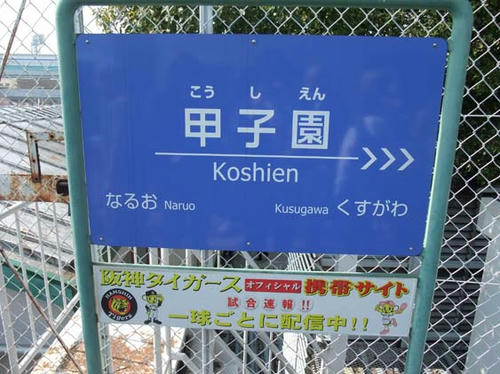 こうしえん
甲子園
Koshien
なるお Naruo
Kusugawa くすがわ
阪神タイガース オフィシャル 携帯サイト
試合速報!!
一球ごとに配信中!!
HANSHIN
Tigers